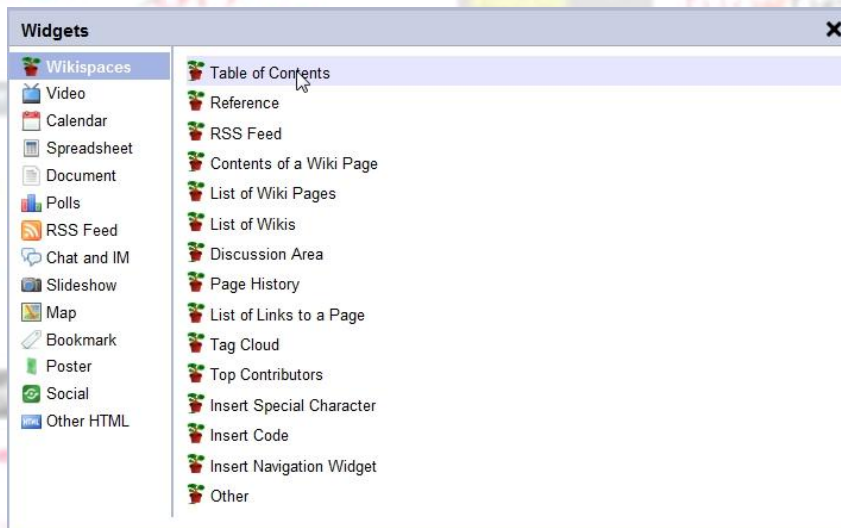 Widgets
Wikispaces
Video
Calendar
Spreadsheet
Document
Polls
RSS Feed
Chat and IM
Slideshow
Map
Bookmark
Poster
Social
Other HTML
Table of Contents
Reference
RSS Feed
Contents of a Wiki Page
List of Wiki Pages
List of Wikis
Discussion Area
Page History
List of Links to a Page
Tag Cloud
Top Contributors
Insert Special Character
Insert Code
Insert Navigation Widget
Other